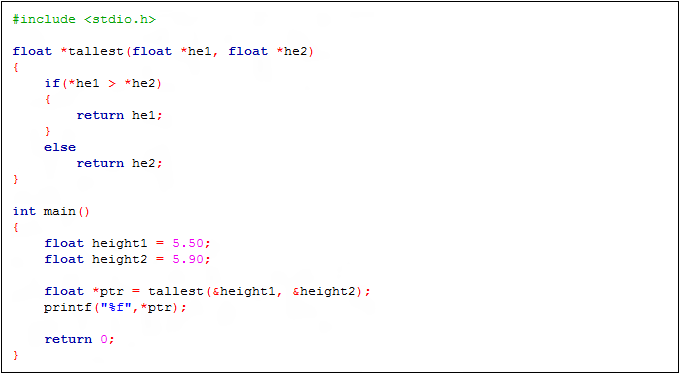 #include <stdio.h>
float *tallest(float *he1, float *he2)
{
if(*he1 > *he2)
{
return he1;
}
else
return he2;
}
int main()
{
float height1 = 5.50;
float height2 = 5.90;
float *ptr = tallest(&height1, &height2);
printf("%f",*ptr);
return 0;
}